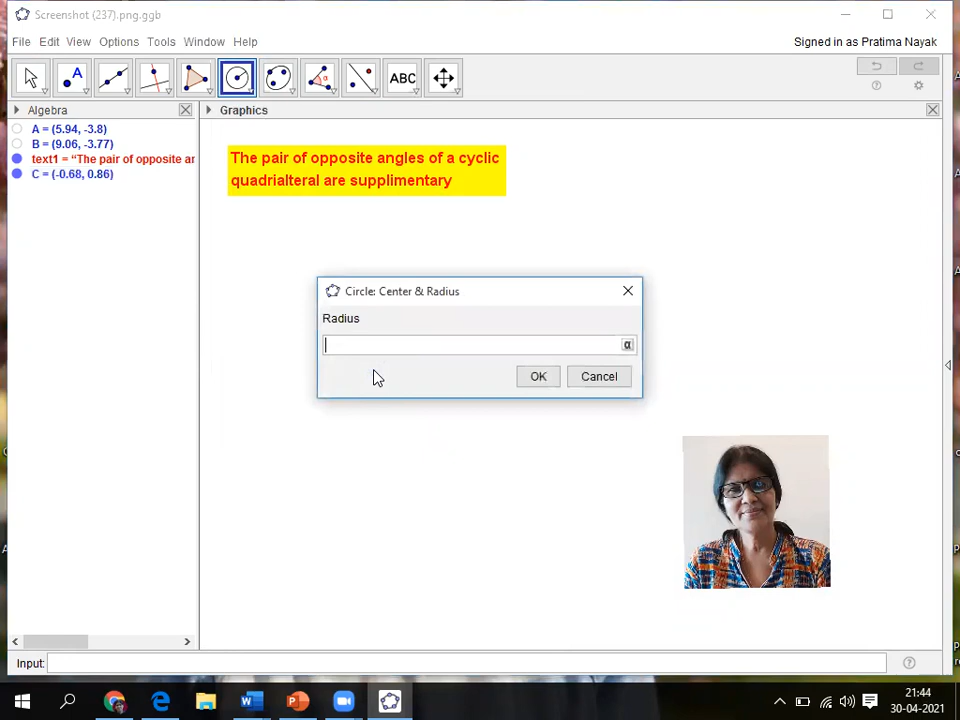 Screenshot (237).png.ggb
File Edit View Options Tools Window Help
Signed in as Pratima Nayak
A
α
ABC
Algebra
Graphics
A = (5.94, -3.8)
B = (9.06, -3.77)
text1 = “The pair of opposite ar
C = (-0.68, 0.86)
The pair of opposite angles of a cyclic
quadrialteral are supplimentary
Circle: Center & Radius
Radius
α
OK Cancel
Input:
21:44
30-04-2021